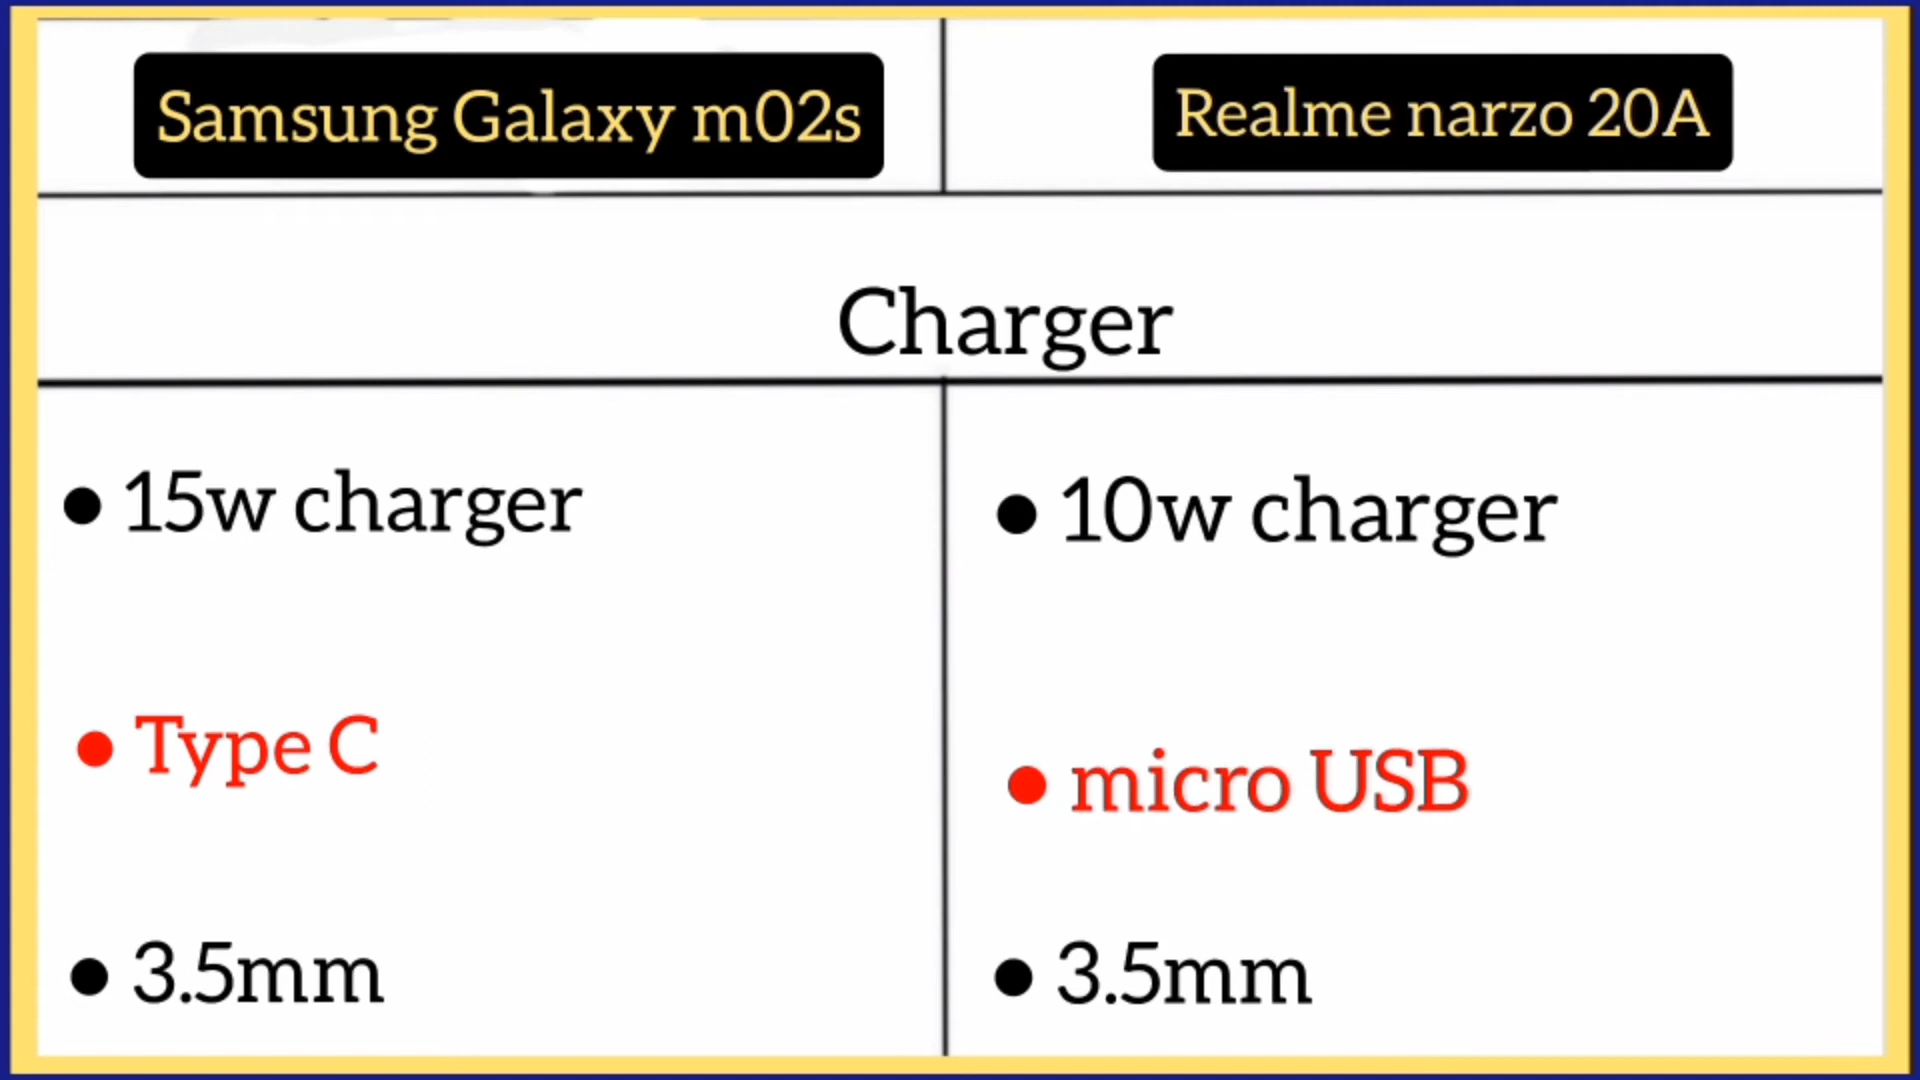 Samsung Galaxy m02s
Realme narzo 20A
Charger
● 15w charger
● 10w charger
● Type C
● micro USB
● 3.5mm
● 3.5mm